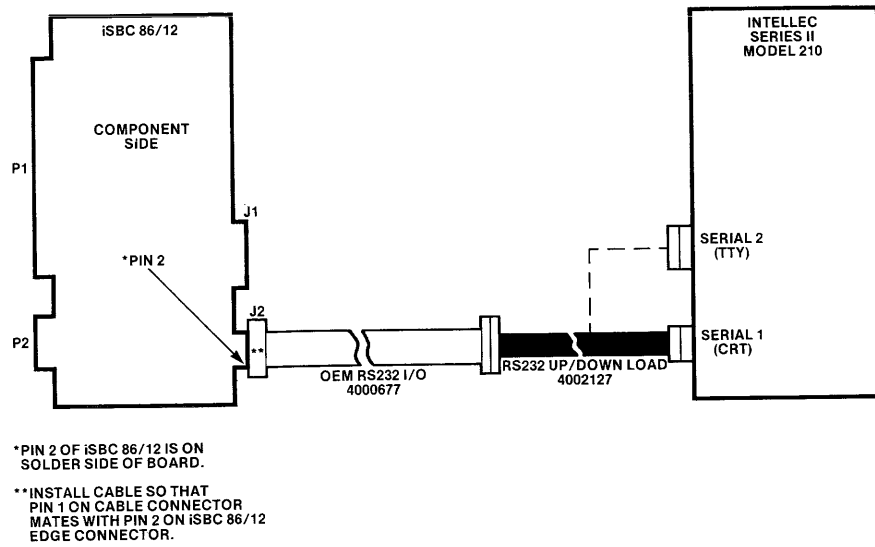 iSBC 86/12
INTELLEC
SERIES II
MODEL 210
COMPONENT
SIDE
P1
J1
SERIAL 2
(TTY)
*PIN 2
J2
P2
**
SERIAL 1
(CRT)
OEM RS232 I/O
4000677
RS232 UP/DOWN LOAD
4002127
*PIN 2 OF iSBC 86/12 IS ON
SOLDER SIDE OF BOARD.
**INSTALL CABLE SO THAT
PIN 1 ON CABLE CONNECTOR
MATES WITH PIN 2 ON iSBC 86/12
EDGE CONNECTOR.